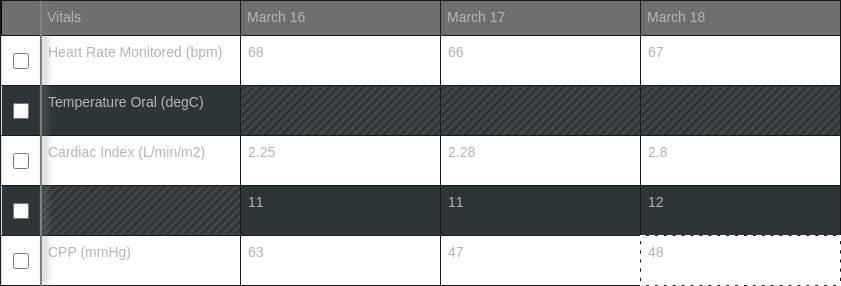 Vitals March 16 March 17 March 18
Heart Rate Monitored (bpm) 68 66 67
Temperature Oral (degC)
Cardiac Index (L/min/m2) 2.25 2.28 2.8
11 11 12
CPP (mmHg) 63 47 48